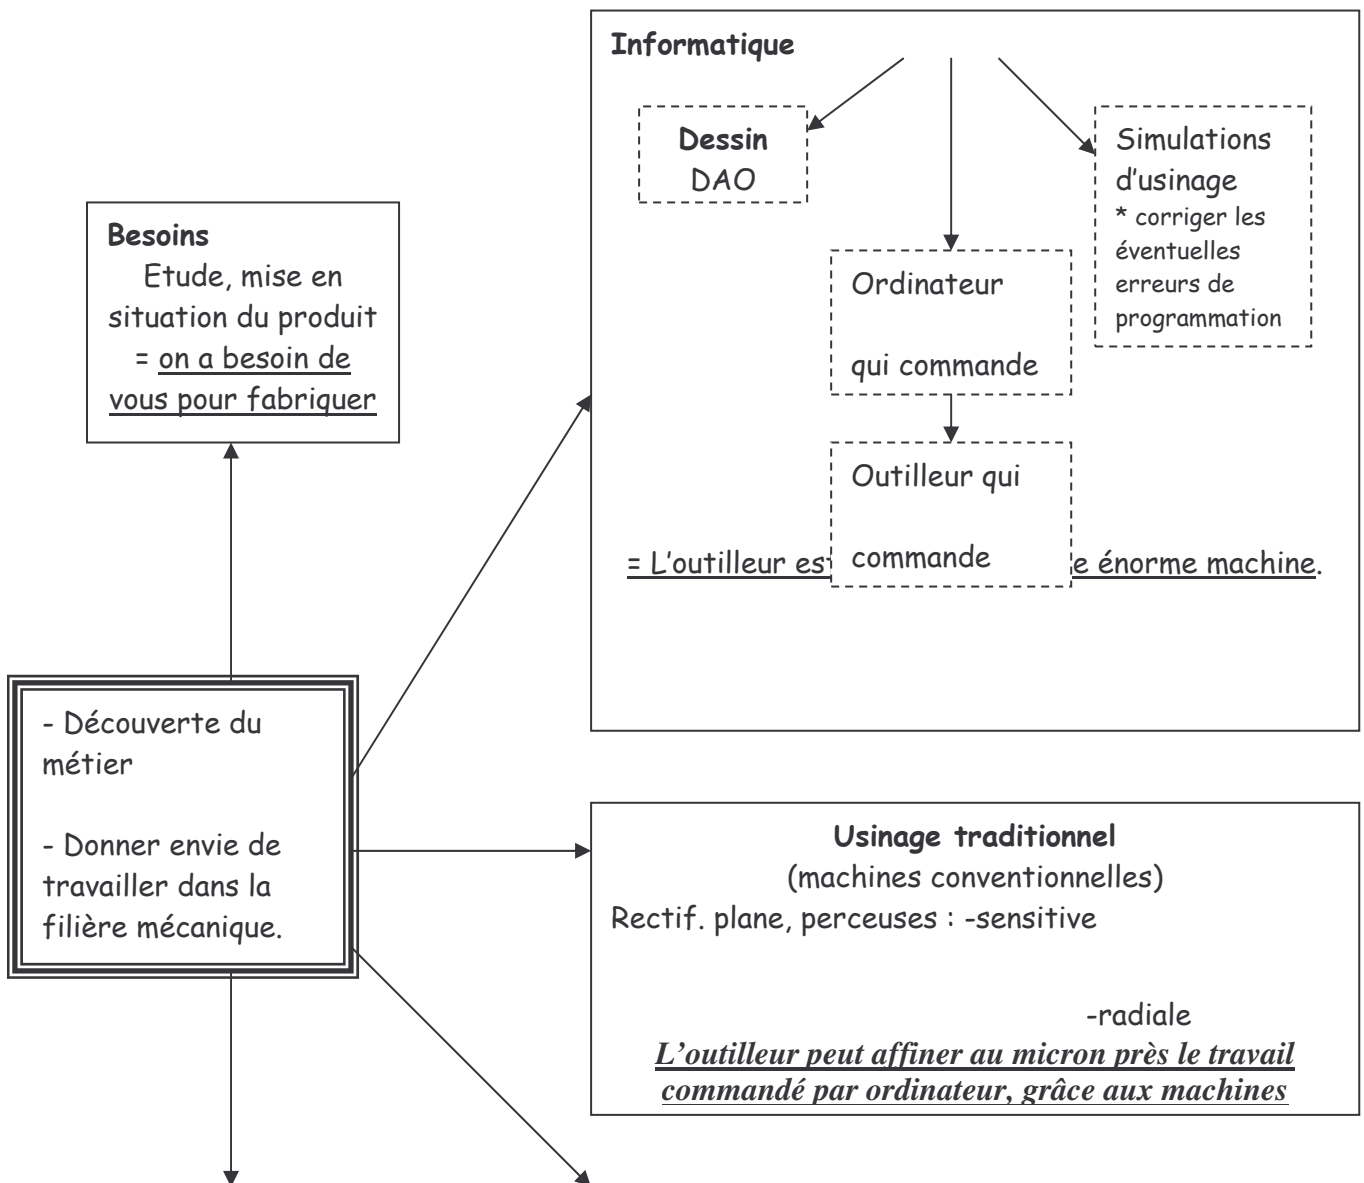 Informatique
Dessin
DAO
Simulations
d'usinage
* corriger les
éventuelles
erreurs de
programmation
Ordinateur
qui commande
Outilleur qui
commande
= L'outilleur es
e énorme machine.
Besoins
Etude, mise en
situation du produit
= on a besoin de
vous pour fabriquer
- Découverte du
métier
- Donner envie de
travailler dans la
filière mécanique.
Usinage traditionnel
(machines conventionnelles)
Rectif. plane, perceuses : -sensitive
-radiale
L'outilleur peut affiner au micron près le travail
commandé par ordinateur, grâce aux machines